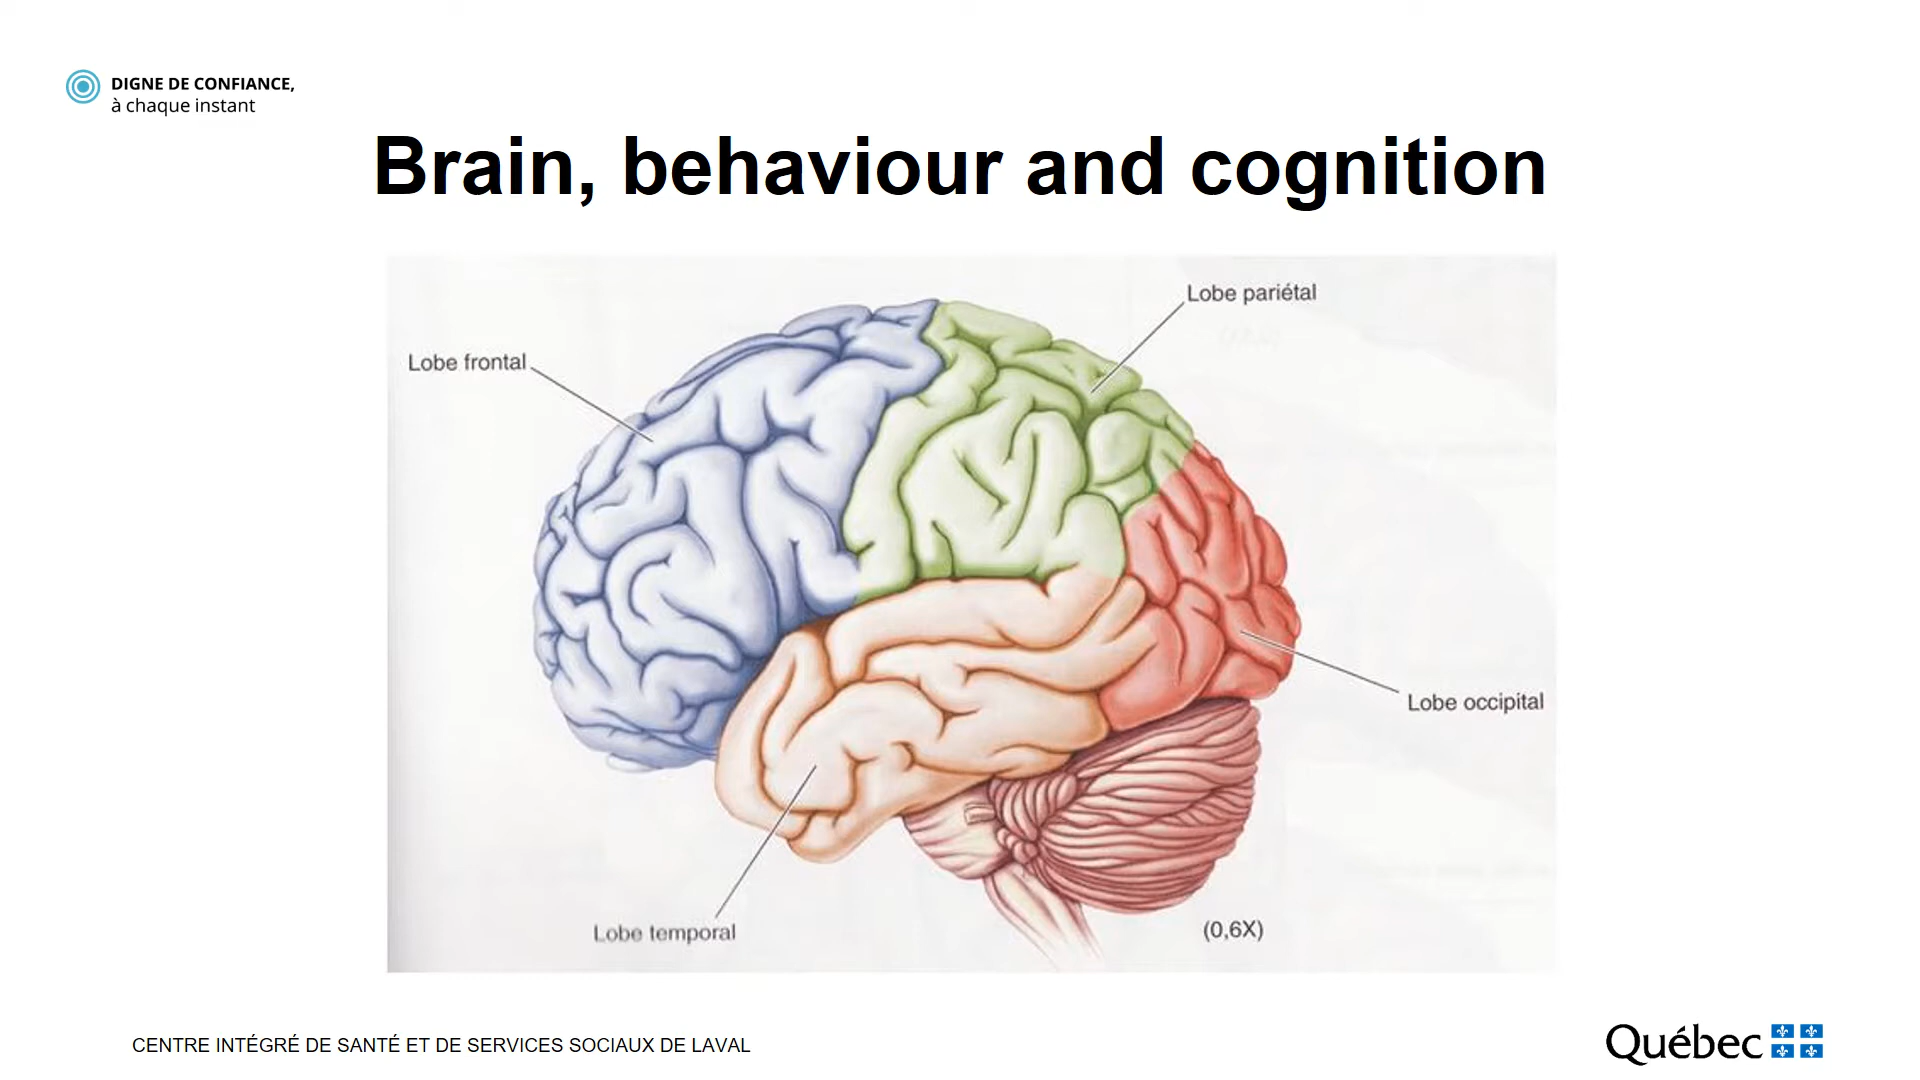 DIGNE DE CONFIANCE,
à chaque instant
Brain, behaviour and cognition
Lobe pariétal
Lobe frontal
Lobe occipital
Lobe temporal
(0,6X)
CENTRE INTÉGRÉ DE SANTÉ ET DE SERVICES SOCIAUX DE LAVAL
Québec